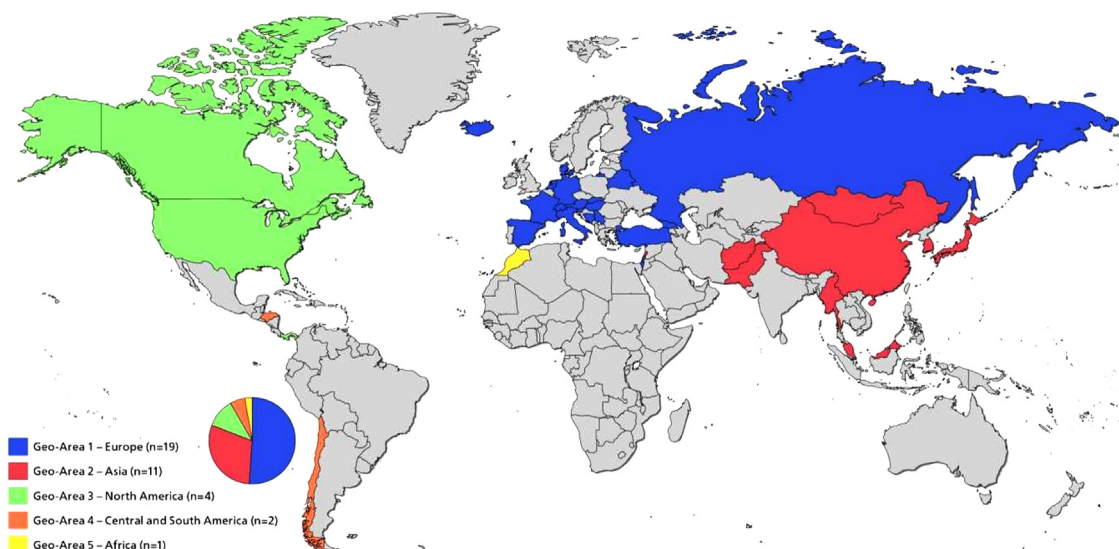 Geo-Area 1 – Europe (n=19)
Geo-Area 2 – Asia (n=11)
Geo-Area 3 – North America (n=4)
Geo-Area 4 – Central and South America (n=2)
Geo-Area 5 – Africa (n=1)